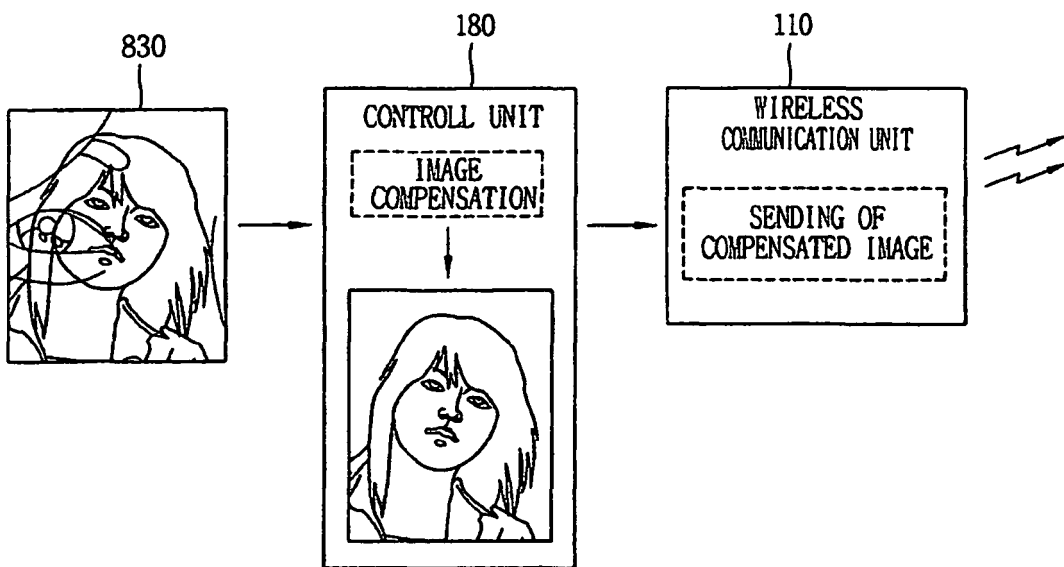 830
180
110
CONTROLL UNIT
IMAGE
COMPENSATION
WIRELESS
COMMUNICATION UNIT
SENDING OF
COMPENSATED IMAGE